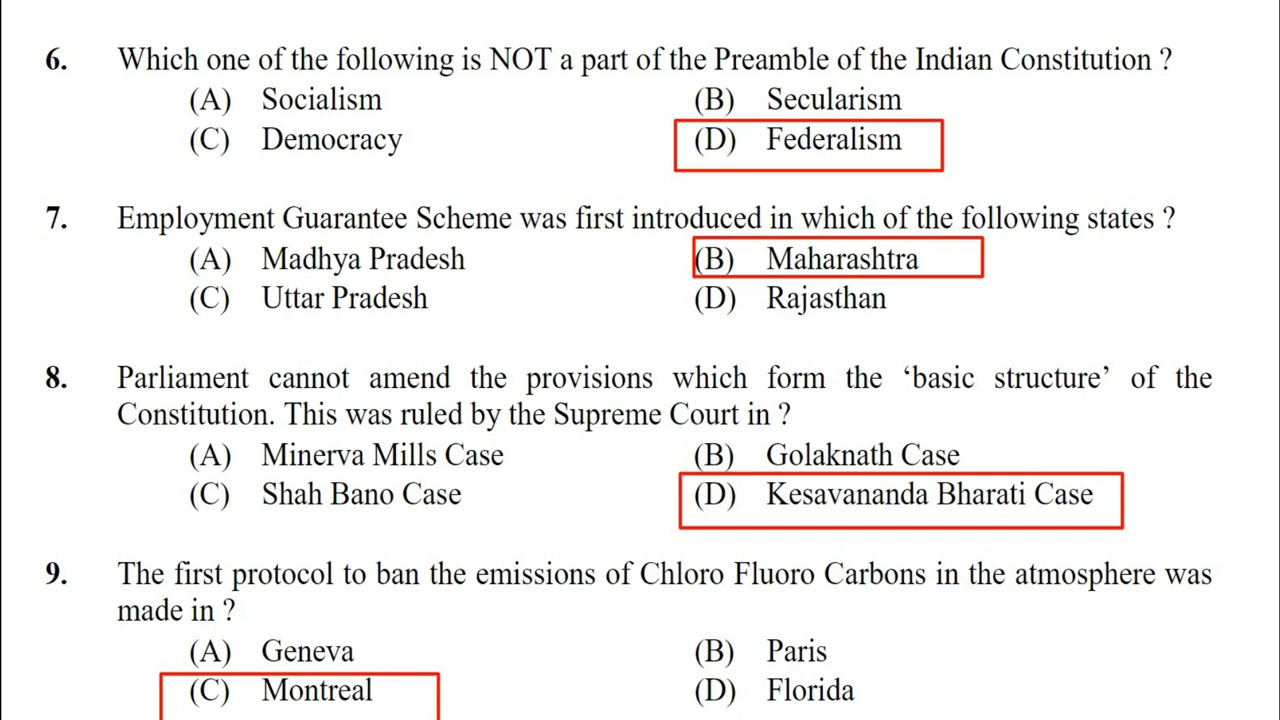 6. Which one of the following is NOT a part of the Preamble of the Indian Constitution ?
(A) Socialism (B) Secularism
(C) Democracy (D) Federalism
7. Employment Guarantee Scheme was first introduced in which of the following states ?
(A) Madhya Pradesh (B) Maharashtra
(C) Uttar Pradesh (D) Rajasthan
8. Parliament cannot amend the provisions which form the ‘basic structure’ of the
Constitution. This was ruled by the Supreme Court in ?
(A) Minerva Mills Case (B) Golaknath Case
(C) Shah Bano Case (D) Kesavananda Bharati Case
9. The first protocol to ban the emissions of Chloro Fluoro Carbons in the atmosphere was
made in ?
(A) Geneva (B) Paris
(C) Montreal (D) Florida